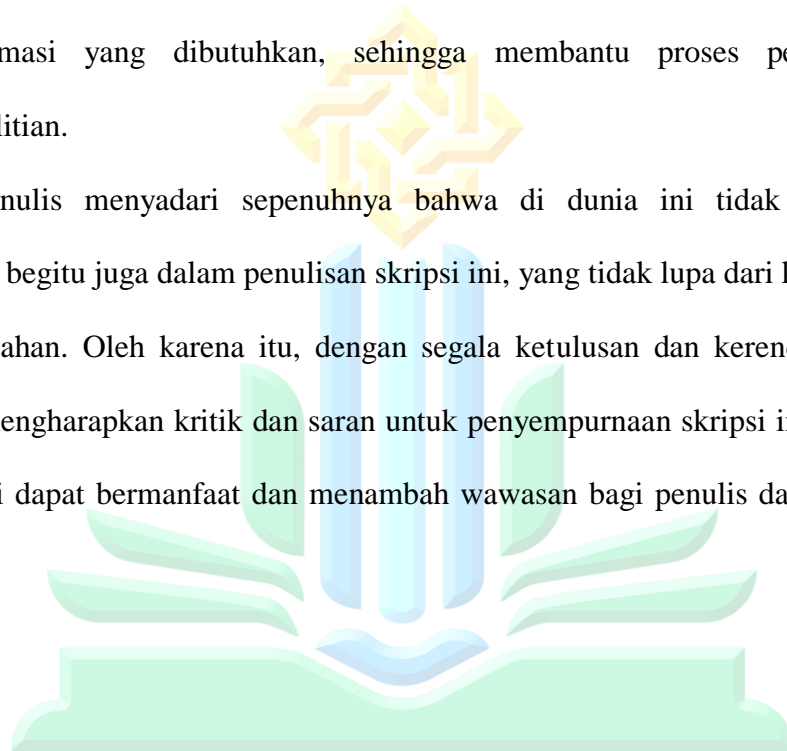 masi yang dibutuhkan, sehingga membantu proses pe
litian.
nulis menyadari sepenuhnya bahwa di dunia ini tidak
begitu juga dalam penulisan skripsi ini, yang tidak lupa dari
ahan. Oleh karena itu, dengan segala ketulusan dan keren
engharapkan kritik dan saran untuk penyempurnaan skripsi i
i dapat bermanfaat dan menambah wawasan bagi penulis da